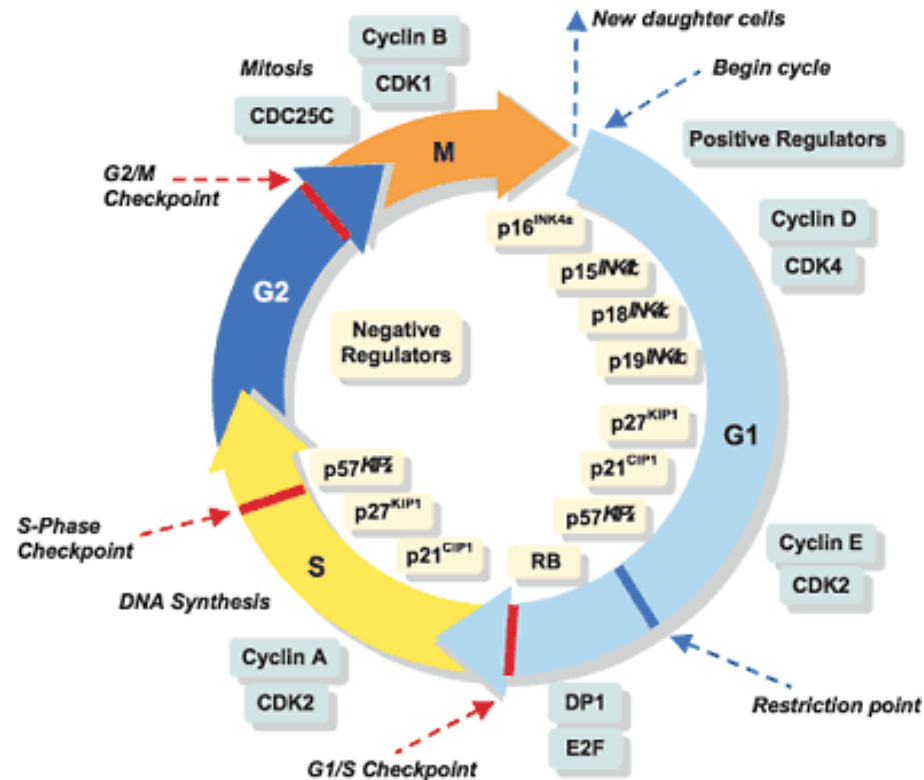 New daughter cells
Begin cycle
Cyclin B
CDK1
Mitosis
CDC25C
M
Positive Regulators
G2/M
Checkpoint
Cyclin D
CDK4
p16INK4a
p15
p18
p19
G2
Negative
Regulators
p27KIP1
G1
p21CIP1
p57
RB
p57
p27KIP1
p21CIP1
S-Phase
Checkpoint
S
DNA Synthesis
Cyclin E
CDK2
Cyclin A
CDK2
DP1
E2F
Restriction point
G1/S Checkpoint